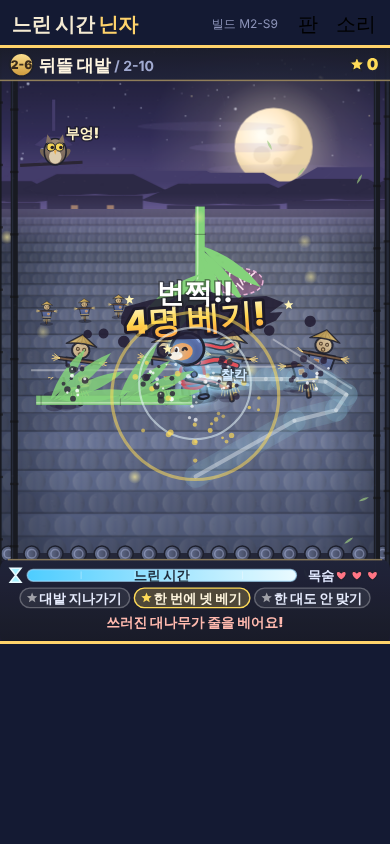 느린 시간 닌자 빌드 M2-S9 판 소리
2-6 뒤뜰 대밭 / 2-10 ★ 0
부엉!
번쩍!!
4명 베기!
착각
느린 시간 목숨
대발 지나가기 한 번에 넷 베기 한 대도 안 맞기
쓰러진 대나무가 줄을 베어요!